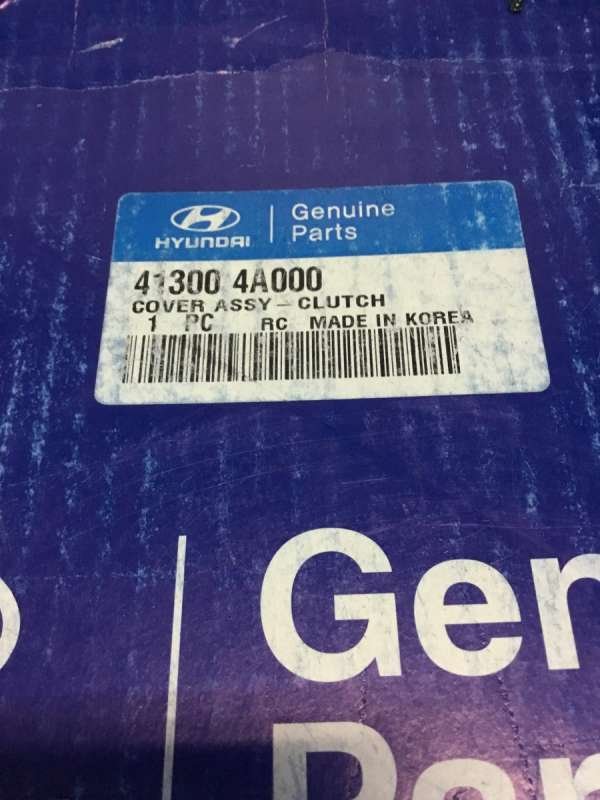 HYUNDAI
Genuine
Parts
41300 4A000
COVER ASSY-CLUTCH
1 PC RC MADE IN KOREA
Gen